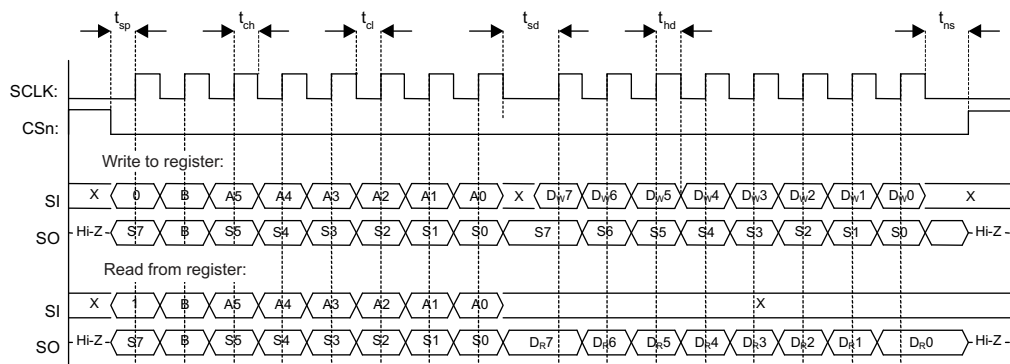 tsp tch tcl tsd thd tns
SCLK:
CSn:
Write to register:
SI X 0 B A5 A4 A3 A2 A1 A0 X DW7 DW6 DW5 DW4 DW3 DW2 DW1 DW0 X
SO Hi-Z S7 B S5 S4 S3 S2 S1 S0 S7 S6 S5 S4 S3 S2 S1 S0 Hi-Z
Read from register:
SI X 1 B A5 A4 A3 A2 A1 A0 X
SO Hi-Z S7 B S5 S4 S3 S2 S1 S0 DR7 DR6 DR5 DR4 DR3 DR2 DR1 DR0 Hi-Z